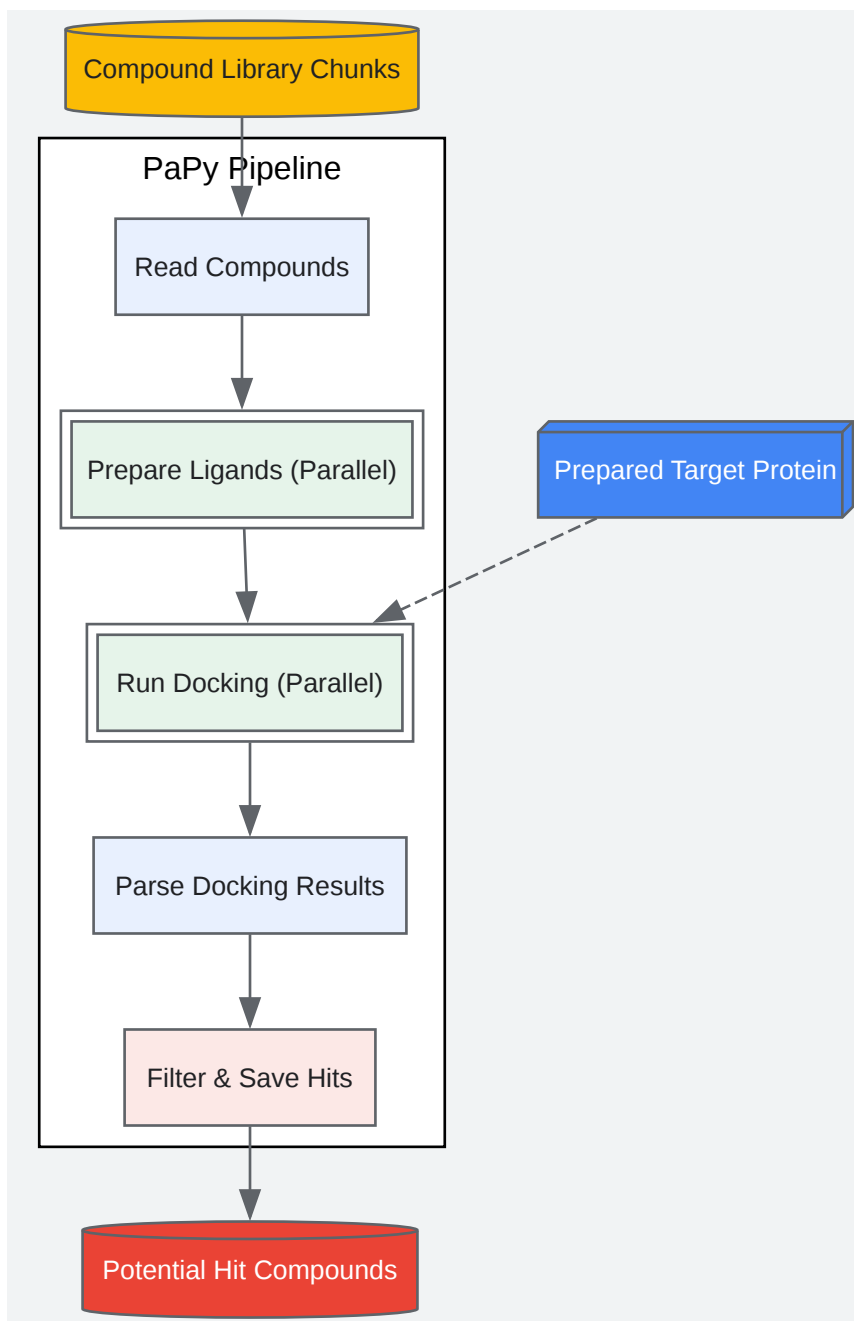 Compound Library Chunks
PaPy Pipeline
Read Compounds
Prepare Ligands (Parallel)
Prepared Target Protein
Run Docking (Parallel)
Parse Docking Results
Filter & Save Hits
Potential Hit Compounds